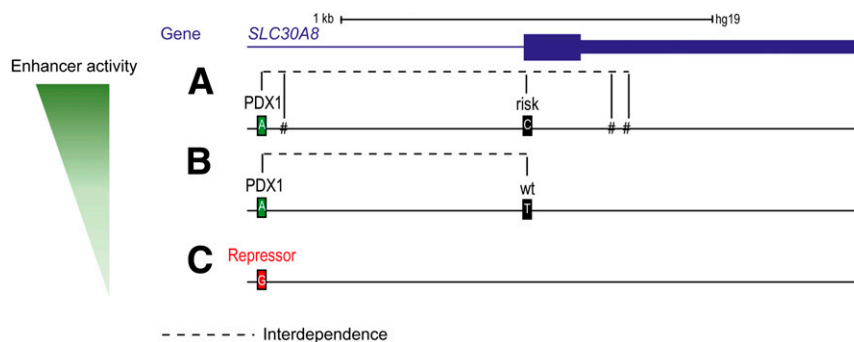 1 kb hg19
Gene SLC30A8
Enhancer activity
A
PDX1 risk
A # C # #
B
PDX1 wt
A T
C Repressor
G
Interdependence